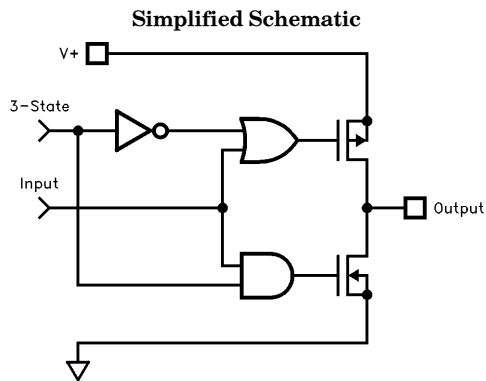 Simplified Schematic
V+
3-State
Input
Output